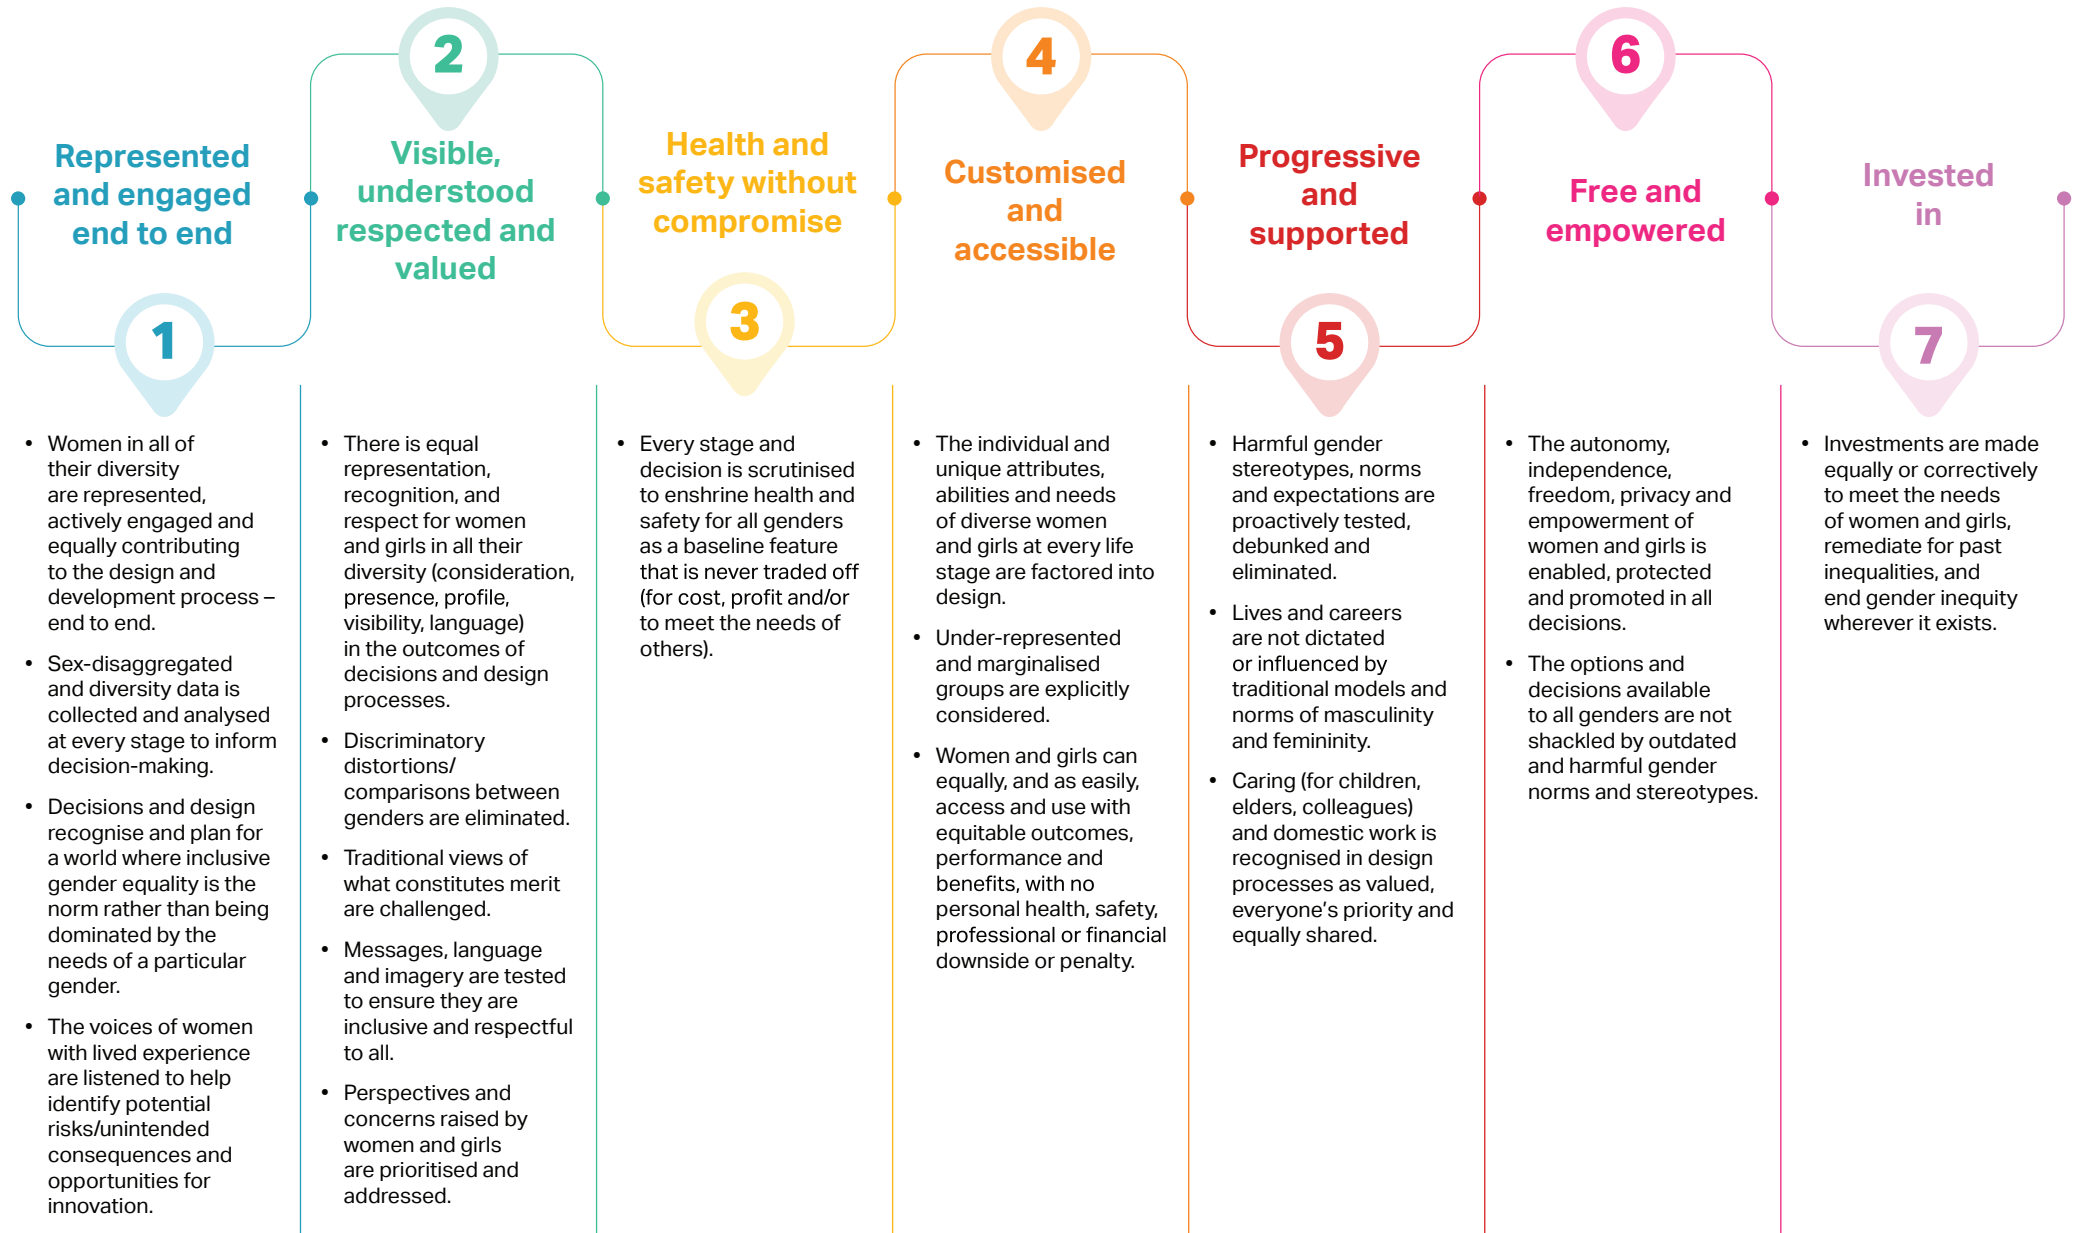 1
Represented
and engaged
end to end
• Women in all of
their diversity
are represented,
actively engaged and
equally contributing
to the design and
development process –
end to end.
• Sex-disaggregated
and diversity data is
collected and analysed
at every stage to inform
decision-making.
• Decisions and design
recognise and plan for
a world where inclusive
gender equality is the
norm rather than being
dominated by the
needs of a particular
gender.
• The voices of women
with lived experience
are listened to help
identify potential
risks/unintended
consequences and
opportunities for
innovation.
2
Visible,
understood
respected and
valued
• There is equal
representation,
recognition, and
respect for women
and girls in all their
diversity (consideration,
presence, profile,
visibility, language)
in the outcomes of
decisions and design
processes.
• Discriminatory
distortions/
comparisons between
genders are eliminated.
• Traditional views of
what constitutes merit
are challenged.
• Messages, language
and imagery are tested
to ensure they are
inclusive and respectful
to all.
• Perspectives and
concerns raised by
women and girls
are prioritised and
addressed.
Health and
safety without
compromise
3
• Every stage and
decision is scrutinised
to enshrine health and
safety for all genders
as a baseline feature
that is never traded off
(for cost, profit and/or
to meet the needs of
others).
4
Customised
and
accessible
• The individual and
unique attributes,
abilities and needs
of diverse women
and girls at every life
stage are factored into
design.
• Under-represented
and marginalised
groups are explicitly
considered.
• Women and girls can
equally, and as easily,
access and use with
equitable outcomes,
performance and
benefits, with no
personal health, safety,
professional or financial
downside or penalty.
Progressive
and
supported
5
• Harmful gender
stereotypes, norms
and expectations are
proactively tested,
debunked and
eliminated.
• Lives and careers
are not dictated
or influenced by
traditional models and
norms of masculinity
and femininity.
• Caring (for children,
elders, colleagues)
and domestic work is
recognised in design
processes as valued,
everyone's priority and
equally shared.
6
Free and
empowered
• The autonomy,
independence,
freedom, privacy and
empowerment of
women and girls is
enabled, protected
and promoted in all
decisions.
• The options and
decisions available
to all genders are not
shackled by outdated
and harmful gender
norms and stereotypes.
Invested
in
7
• Investments are made
equally or correctively
to meet the needs
of women and girls,
remediate for past
inequalities, and
end gender inequity
wherever it exists.